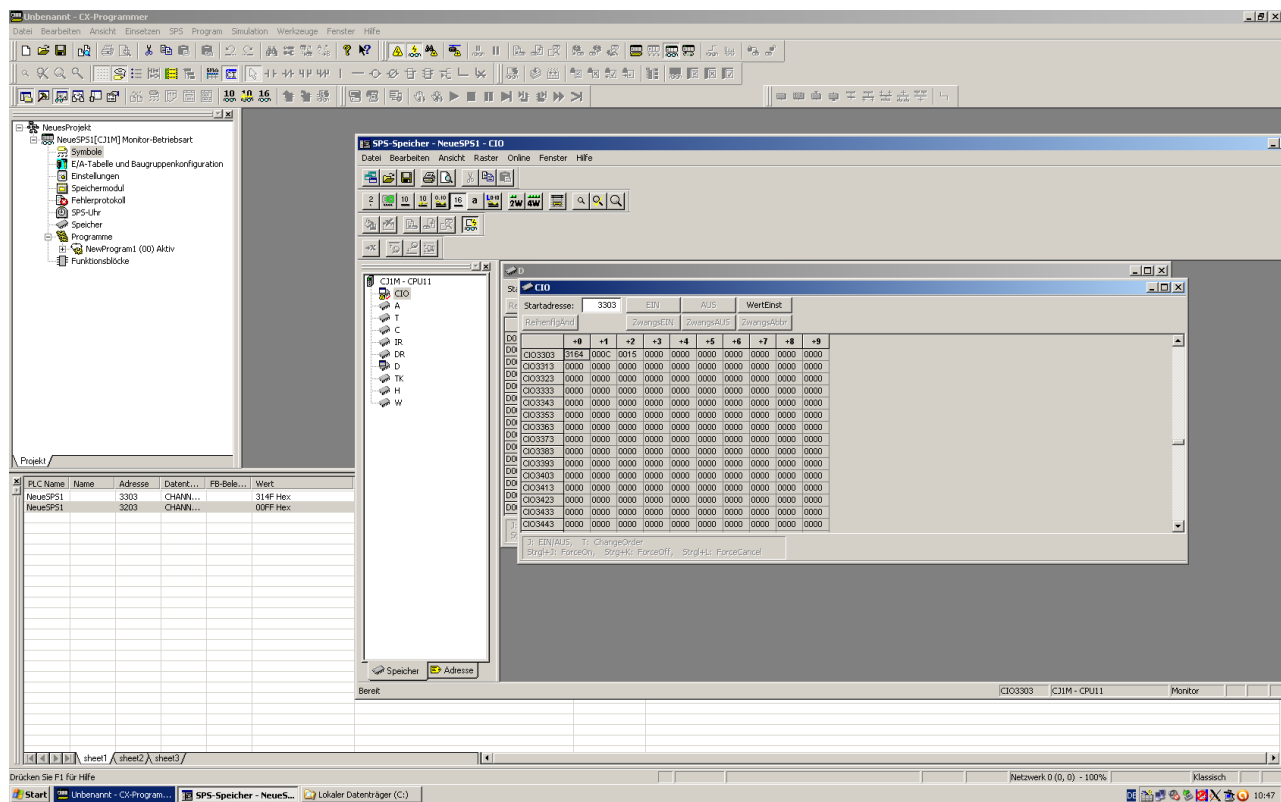 Unbenannt - CX-Programmer
Datei Bearbeiten Ansicht Einsetzen SPS Program Simulation Werkzeuge Fenster Hilfe
10 10 16
NeuesProjekt
NeueSPS1[CJ1M] Monitor-Betriebsart
Symbole
E/A-Tabelle und Baugruppenkonfiguration
Einstellungen
Speichermodul
Fehlerprotokoll
SPS-Uhr
Speicher
Programme
NewProgram1 (00) Aktiv
Funktionsblöcke
Projekt
SPS-Speicher - NeueSPS1 - CIO
Datei Bearbeiten Ansicht Raster Online Fenster Hilfe
2 10 10 0.10 16 a 2W 4W
CJ1M - CPU11
CIO
A
T
C
IR
DR
D
TK
H
W
Speicher Adresse
D
CIO
Startadresse: 3303 EIN AUS WertEinst
ReihenflgÄnd ZwangsEIN ZwangsAUS ZwangsAbbr
+0 +1 +2 +3 +4 +5 +6 +7 +8 +9
CIO3303 3164 000C 0015 0000 0000 0000 0000 0000 0000 0000
CIO3313 0000 0000 0000 0000 0000 0000 0000 0000 0000 0000
CIO3323 0000 0000 0000 0000 0000 0000 0000 0000 0000 0000
CIO3333 0000 0000 0000 0000 0000 0000 0000 0000 0000 0000
CIO3343 0000 0000 0000 0000 0000 0000 0000 0000 0000 0000
CIO3353 0000 0000 0000 0000 0000 0000 0000 0000 0000 0000
CIO3363 0000 0000 0000 0000 0000 0000 0000 0000 0000 0000
CIO3373 0000 0000 0000 0000 0000 0000 0000 0000 0000 0000
CIO3383 0000 0000 0000 0000 0000 0000 0000 0000 0000 0000
CIO3393 0000 0000 0000 0000 0000 0000 0000 0000 0000 0000
CIO3403 0000 0000 0000 0000 0000 0000 0000 0000 0000 0000
CIO3413 0000 0000 0000 0000 0000 0000 0000 0000 0000 0000
CIO3423 0000 0000 0000 0000 0000 0000 0000 0000 0000 0000
CIO3433 0000 0000 0000 0000 0000 0000 0000 0000 0000 0000
CIO3443 0000 0000 0000 0000 0000 0000 0000 0000 0000 0000
J: EIN/AUS, T: ChangeOrder
Strgl+J: ForceOn, Strg+K: ForceOff, Strgl+L: ForceCancel
Bereit CIO3303 CJ1M - CPU11 Monitor
PLC Name Name Adresse Datent... FB-Bele... Wert
NeueSPS1 3303 CHANN... 314F Hex
NeueSPS1 3203 CHANN... 00FF Hex
sheet1 sheet2 sheet3
Drücken Sie F1 für Hilfe Netzwerk 0 (0, 0) - 100% Klassisch
Start Unbenannt - CX-Program... SPS-Speicher - NeueS... Lokaler Datenträger (C:) DE 10:47